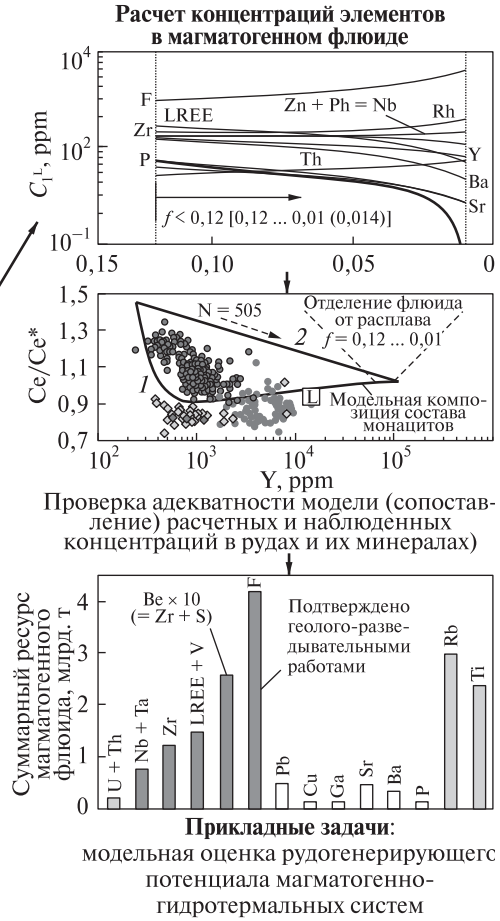 Расчет концентраций элементов
в магматогенном флюиде
C₁ᴸ, ppm
10⁴
10²
10⁻¹
F
LREE
Zr
P
Zn + Ph = Nb
Rh
Th
Y
Ba
Sr
f < 0,12 [0,12 ... 0,01 (0,014)]
0,15
0,10
0,05
0
Ce/Ce*
1,5
1,3
1,1
0,9
0,7
N = 505
2
1
Отделение флюида
от расплава
f = 0,12 ... 0,01
L
Модельная компо-
зиция состава
монацитов
10²
10³
10⁴
10⁵
Y, ppm
Проверка адекватности модели (сопостав-
ление) расчетных и наблюденных
концентраций в рудах и их минералах)
Суммарный ресурс
магматогенного
флюида, млрд. т
4
3
2
1
0
Be × 10
(= Zr + S)
Подтверждено
геолого-разве-
дывательными
работами
U + Th
Nb + Ta
Zr
LREE + V
F
Pb
Cu
Ga
Sr
Ba
P
Rb
Ti
Прикладные задачи:
модельная оценка рудогенерирующего
потенциала магматогенно-
гидротермальных систем